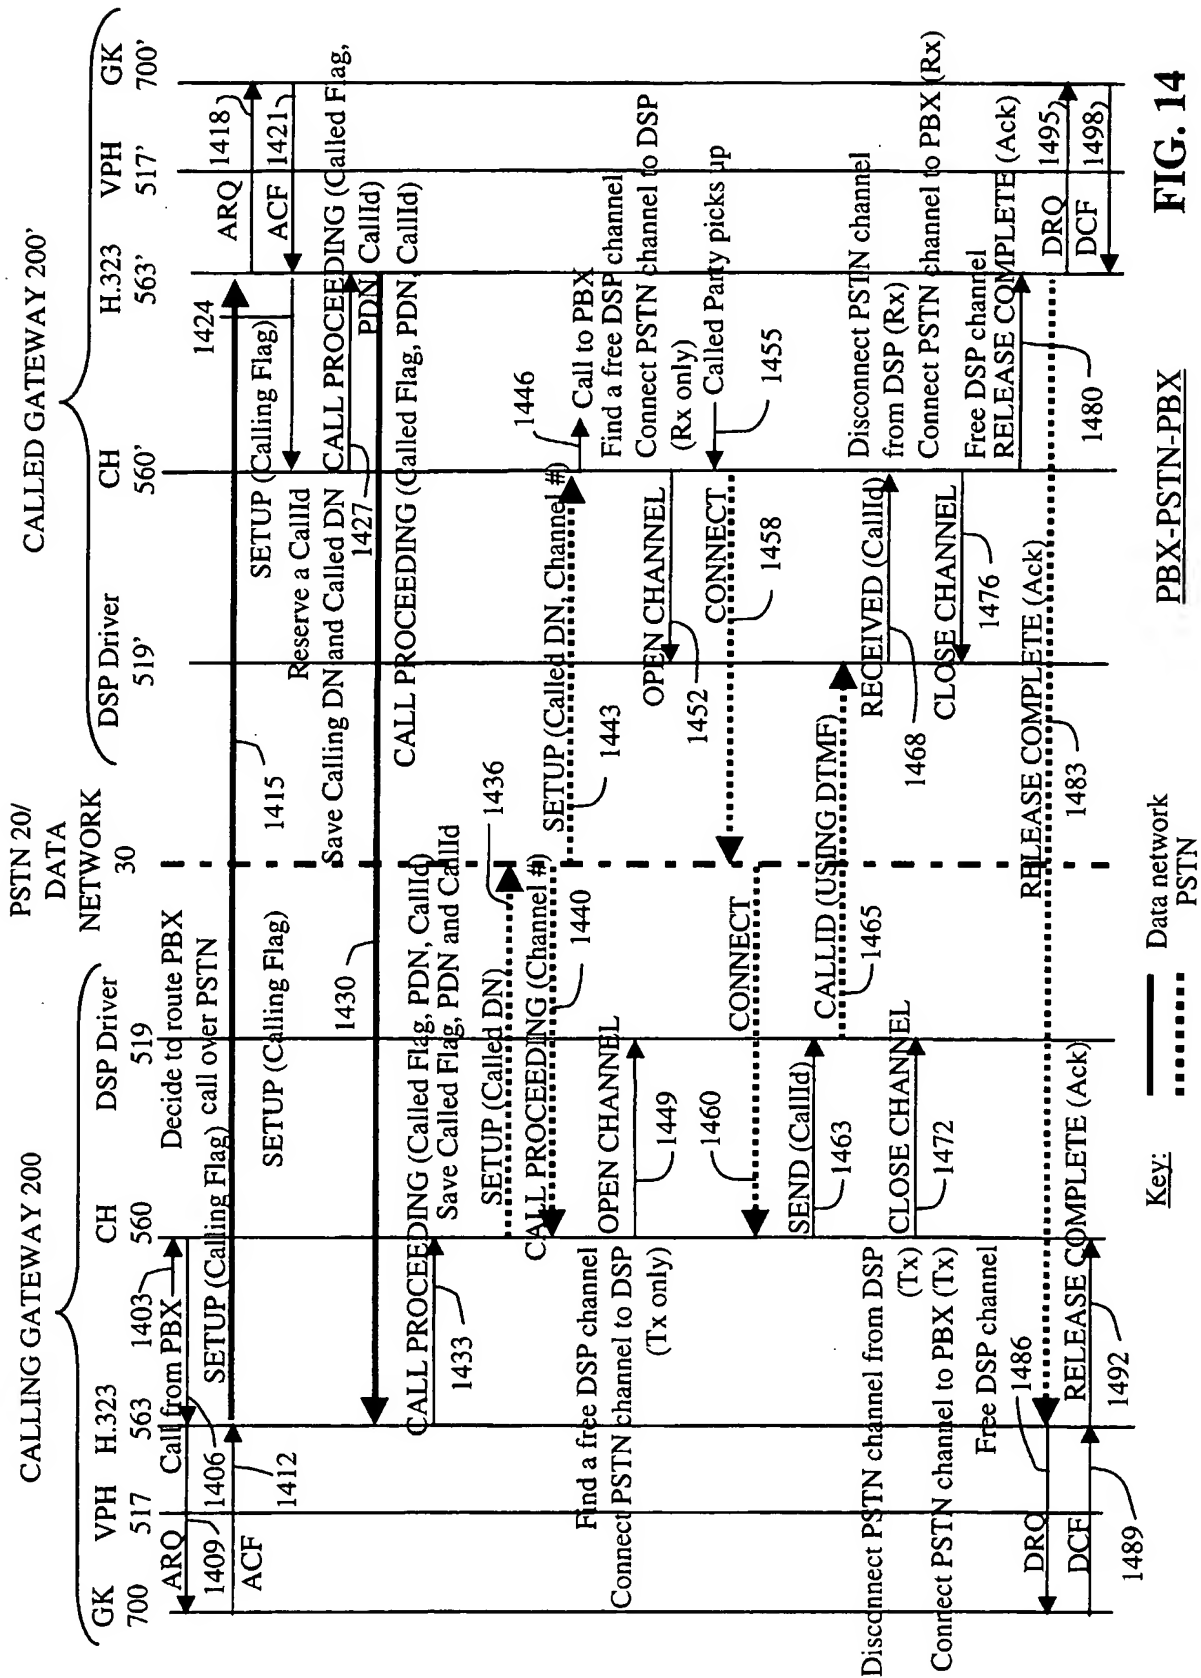 CALLING GATEWAY 200
PSTN 20/
DATA
NETWORK
30
CALLED GATEWAY 200'
GK
700
VPH
517
H.323
563
CH
560
DSP Driver
519
DSP Driver
519'
CH
560'
H.323
563'
VPH
517'
GK
700'
1403
Call from PBX
Decide to route PBX
call over PSTN
ARQ
1409
1406
ACF
1412
SETUP (Calling Flag)
SETUP (Calling Flag)
1415
ARQ
1418
ACF
1421
1424
SETUP (Calling Flag)
Reserve a CallId
Save Calling DN and Called DN
CALL PROCEEDING (Called Flag,
PDN, CallId)
1427
CALL PROCEEDING (Called Flag, PDN, CallId)
1430
CALL PROCEEDING (Called Flag, PDN, CallId)
Save Called Flag, PDN and CallId
1433
SETUP (Called DN)
1436
CALL PROCEEDING (Channel #)
1440
SETUP (Called DN, Channel #)
1443
1446
Call to PBX
Find a free DSP channel
Connect PSTN channel to DSP
(Rx only)
Find a free DSP channel
Connect PSTN channel to DSP
(Tx only)
OPEN CHANNEL
1449
OPEN CHANNEL
1452
Called Party picks up
1455
CONNECT
1458
CONNECT
1460
SEND (CallId)
1463
CALLID (USING DTMF)
1465
RECEIVED (CallId)
1468
Disconnect PSTN channel
from DSP (Rx)
Connect PSTN channel to PBX (Rx)
Free DSP channel
Disconnect PSTN channel from DSP
(Tx)
Connect PSTN channel to PBX (Tx)
Free DSP channel
CLOSE CHANNEL
1472
CLOSE CHANNEL
1476
RELEASE COMPLETE (Ack)
1480
RELEASE COMPLETE (Ack)
1483
DRQ
1486
DCF
1489
RELEASE COMPLETE (Ack)
1492
DRQ
1495
DCF
1498
Key:
Data network
PSTN
PBX-PSTN-PBX
FIG. 14